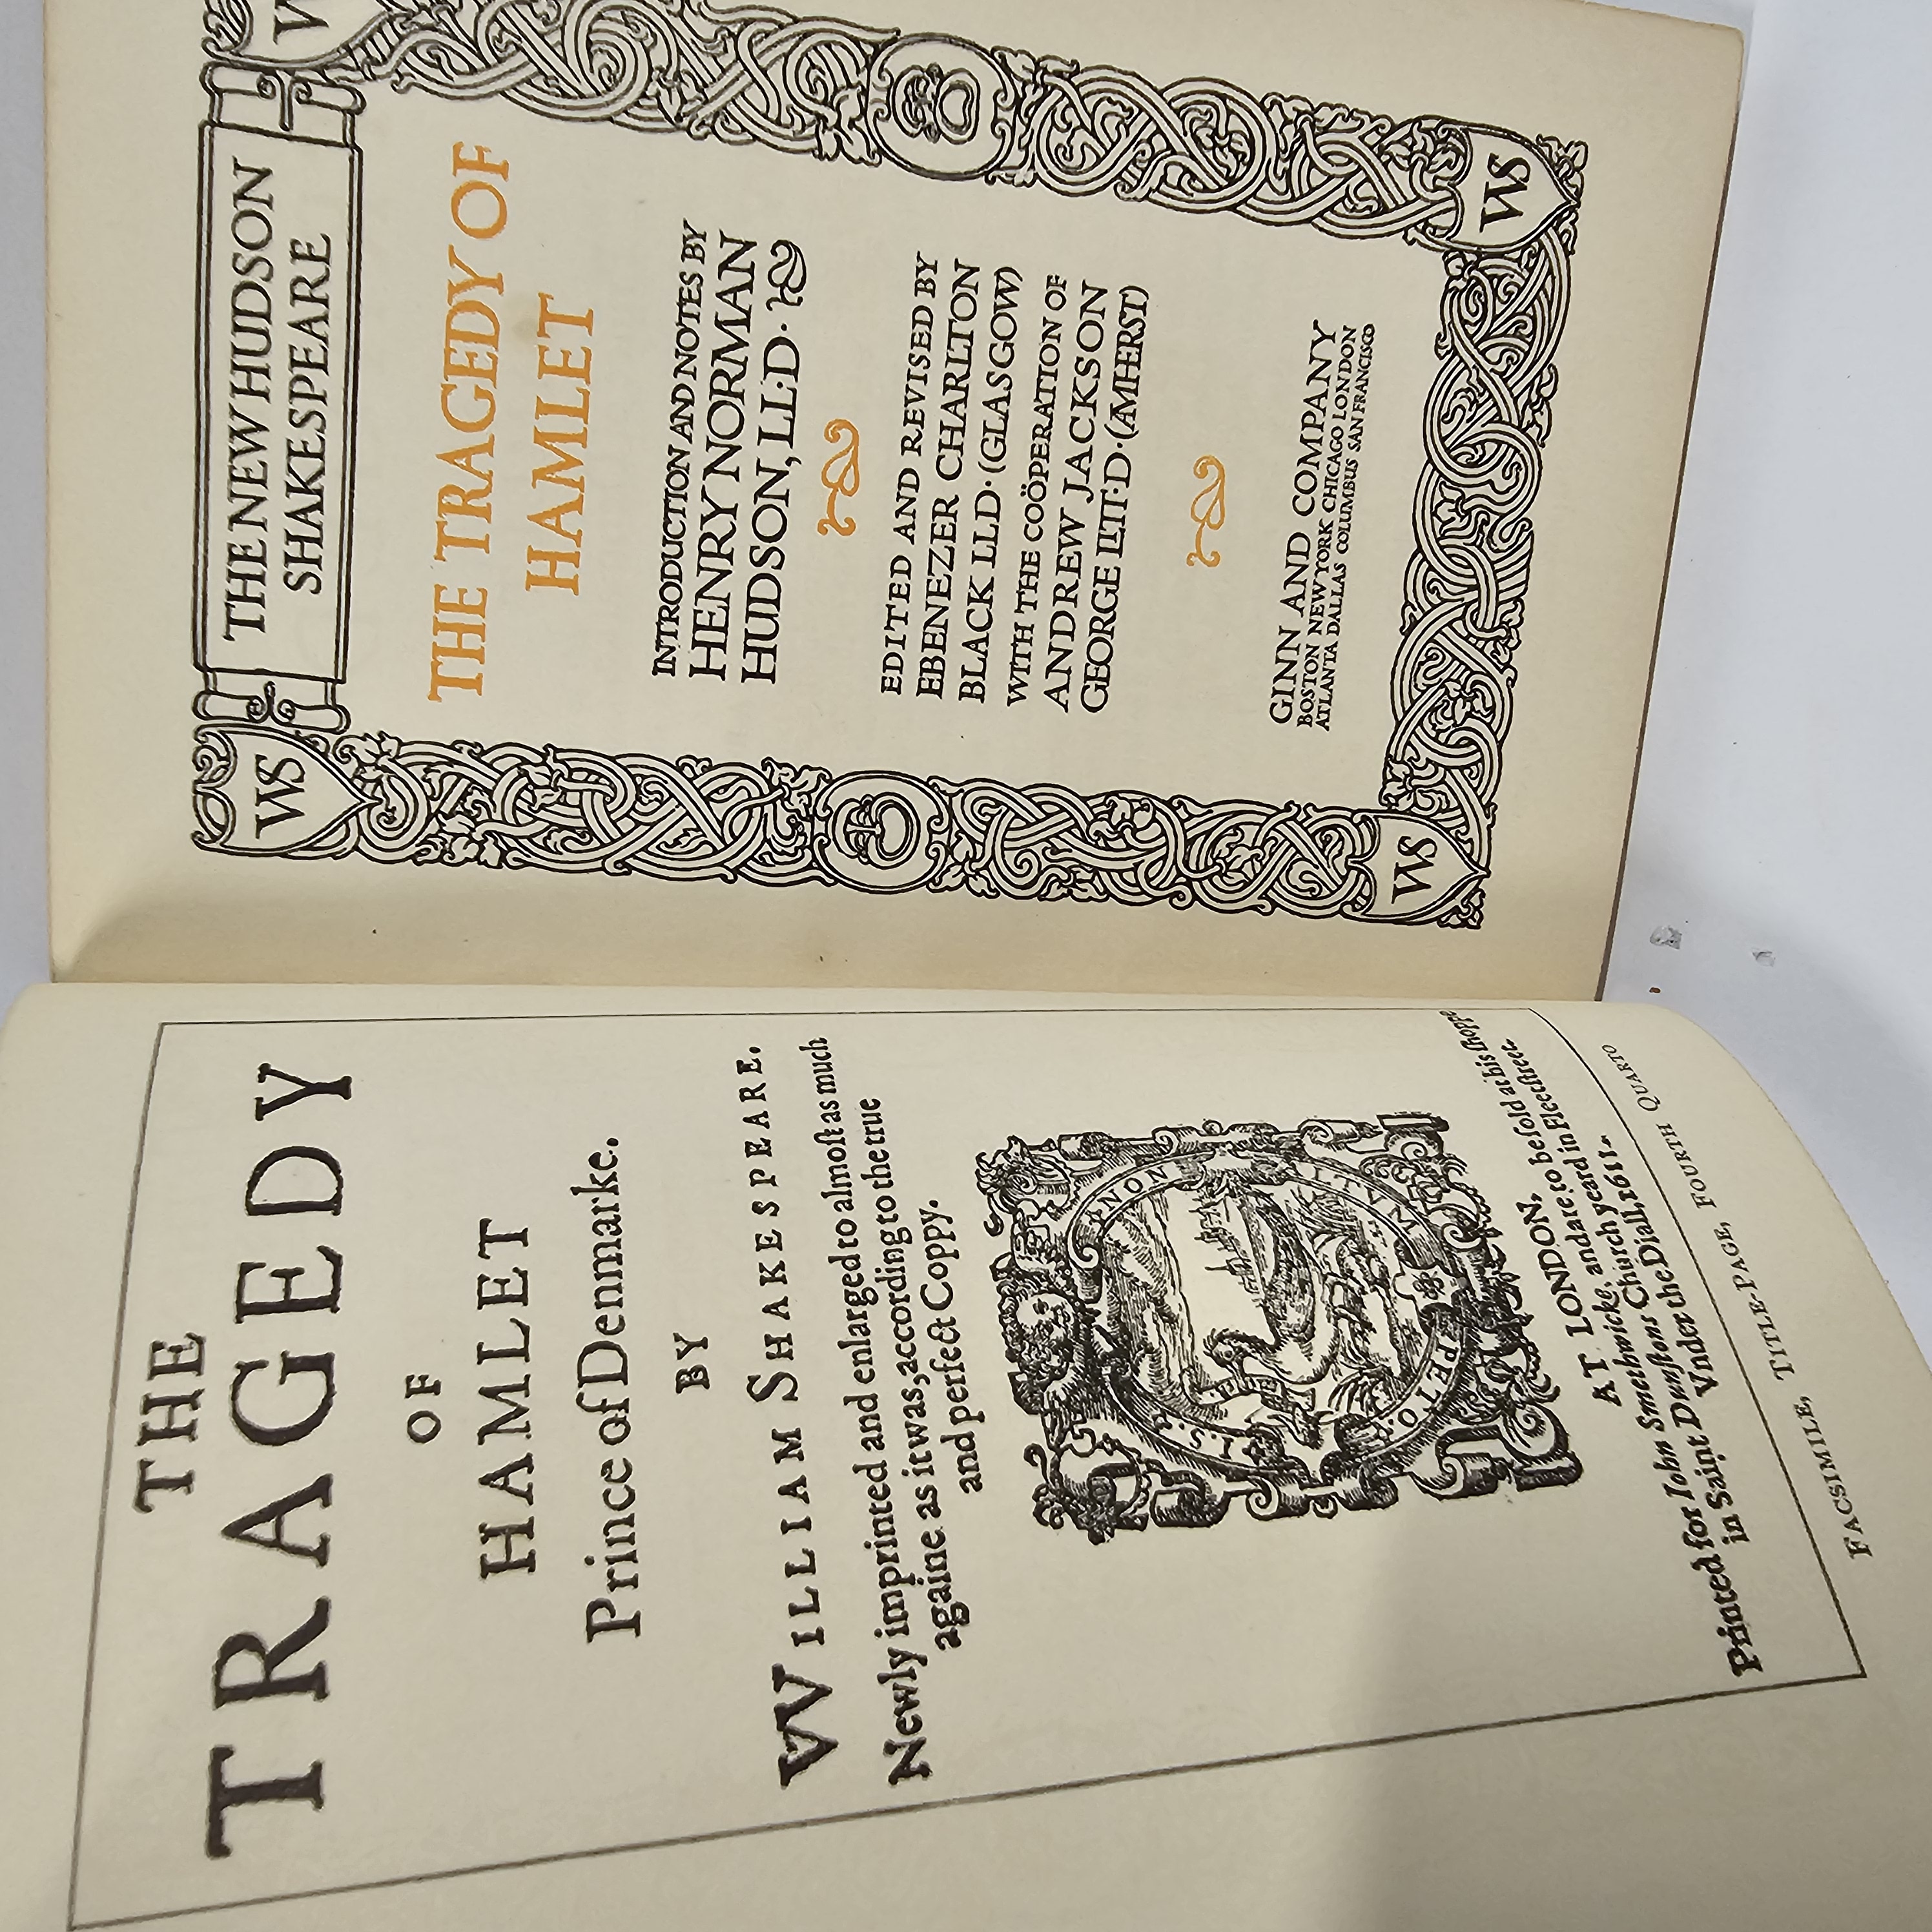 THE
TRAGEDY
OF
HAMLET
Prince of Denmarke.
BY
WILLIAM SHAKESPEARE.
Newly imprinted and enlarged to almoſt as much
againe as it was, according to the true
and perfect Coppy.
NON
ALTVM
PETO.
I.S.
AT LONDON,
Printed for Iohn Smethwicke, and are to be ſold at his ſhoppe
in Saint Dunſtons Church yeard in Fleetſtreet.
Vnder the Diall, 1611.
FACSIMILE, TITLE-PAGE, FOURTH QUARTO
WS
THE NEW HUDSON
SHAKESPEARE
THE TRAGEDY OF
HAMLET
INTRODUCTION AND NOTES BY
HENRY NORMAN
HUDSON, LL·D·
EDITED AND REVISED BY
EBENEZER CHARLTON
BLACK LLD· (GLASGOW)
WITH THE COÖPERATION OF
ANDREW JACKSON
GEORGE LITT·D· (AMHERST)
GINN AND COMPANY
BOSTON NEW YORK CHICAGO LONDON
ATLANTA DALLAS COLUMBUS SAN FRANCISCO
WS
WS